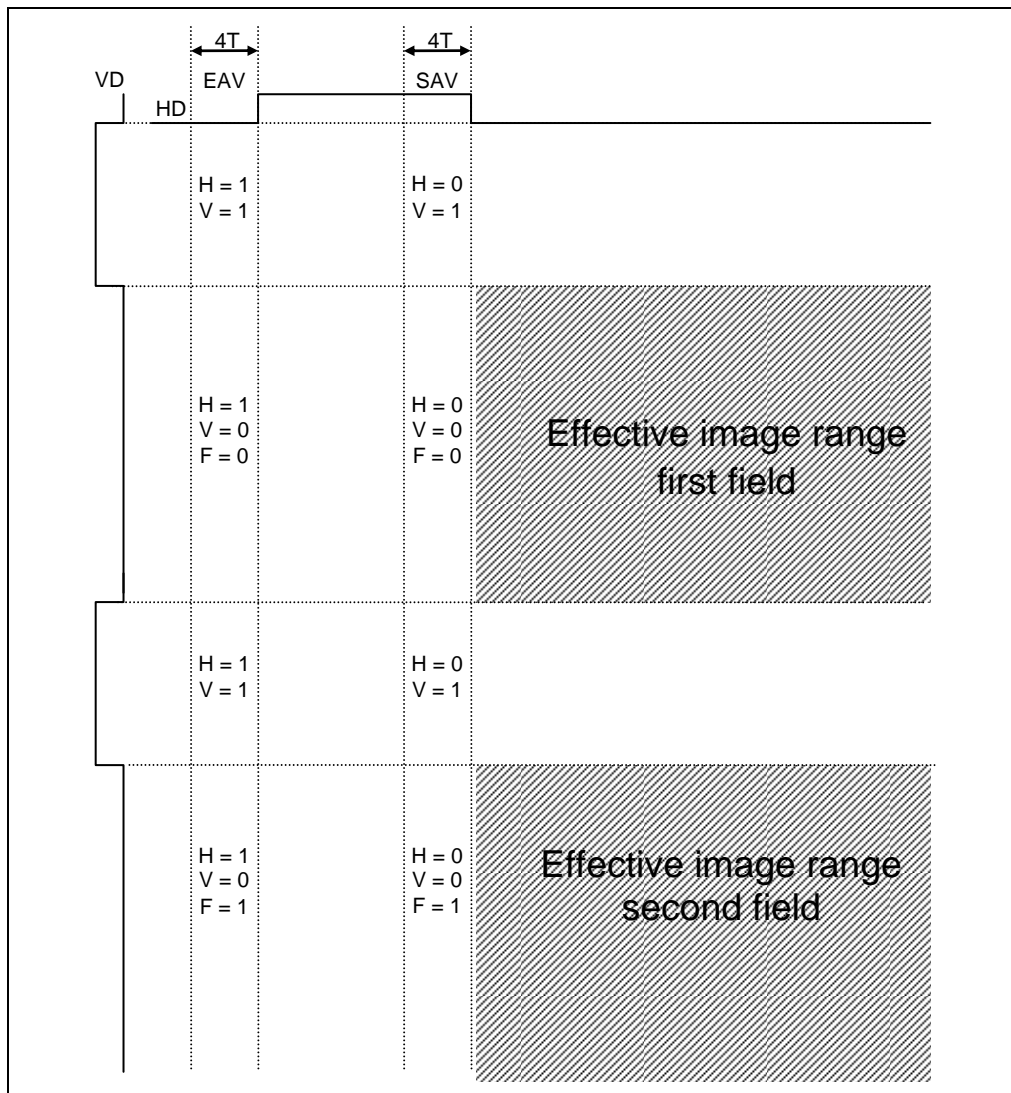 4T 4T
VD EAV SAV
HD
H = 1 H = 0
V = 1 V = 1
H = 1 H = 0
V = 0 V = 0
F = 0 F = 0
Effective image range
first field
H = 1 H = 0
V = 1 V = 1
H = 1 H = 0
V = 0 V = 0
F = 1 F = 1
Effective image range
second field